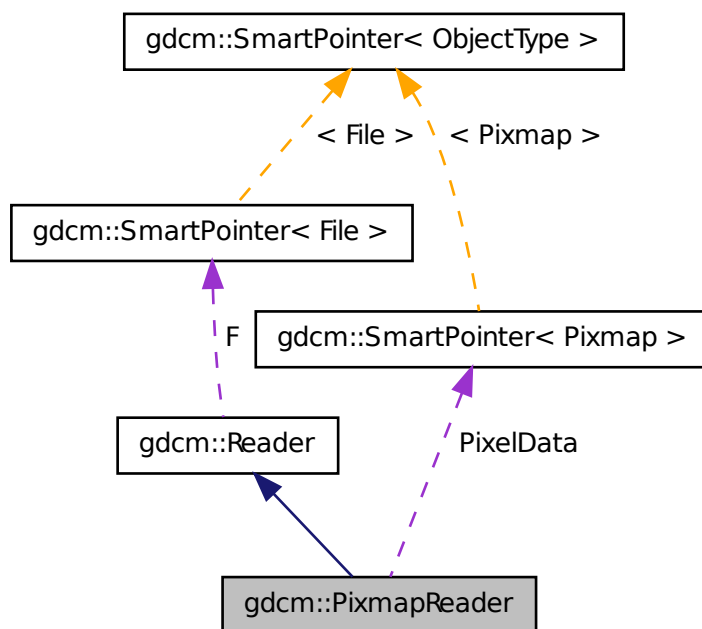 gdcm::SmartPointer< ObjectType >
< File >
< Pixmap >
gdcm::SmartPointer< File >
F
gdcm::SmartPointer< Pixmap >
gdcm::Reader
PixelData
gdcm::PixmapReader